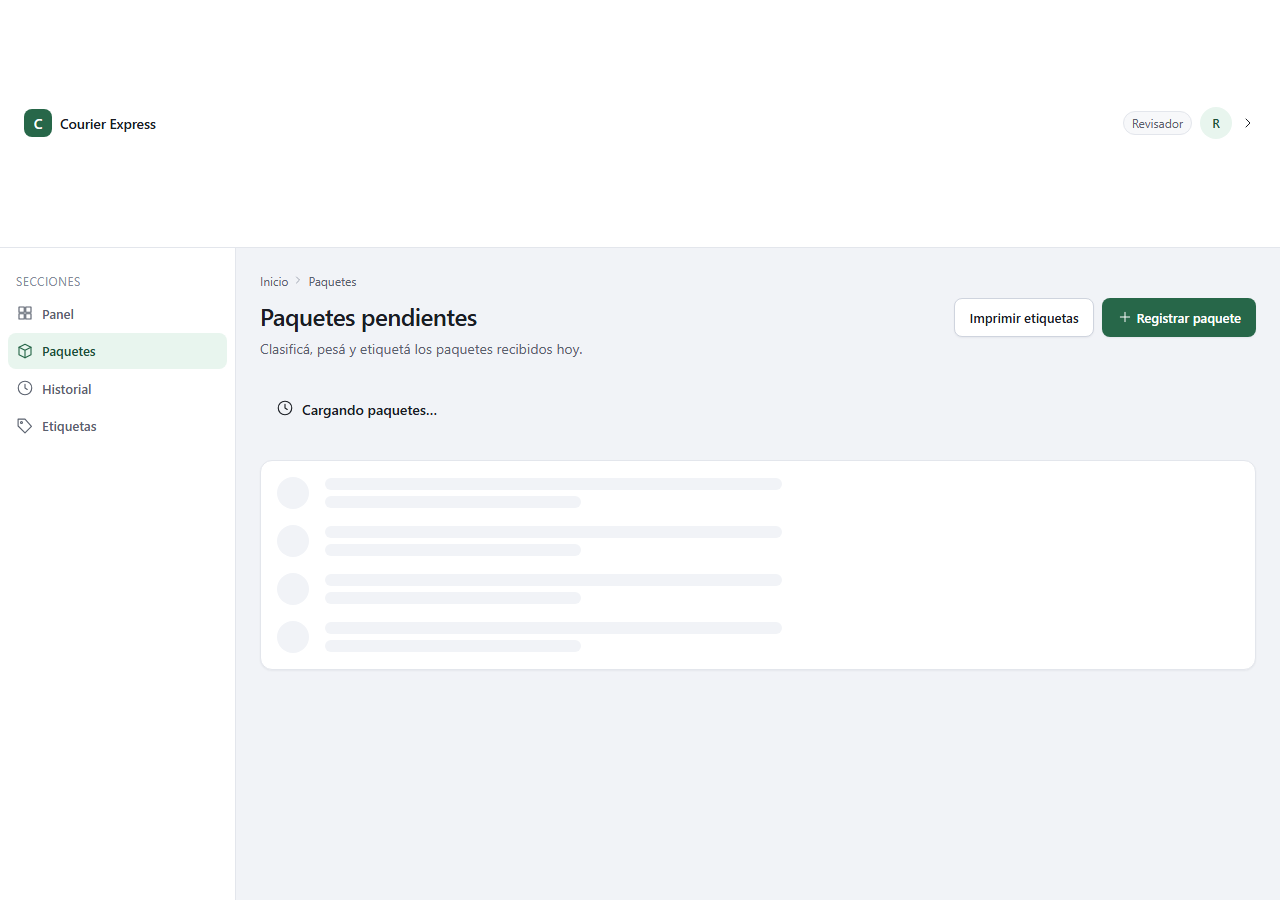 C Courier Express
Revisador R
SECCIONES
Panel
Paquetes
Historial
Etiquetas
Inicio Paquetes
Paquetes pendientes
Clasificá, pesá y etiquetá los paquetes recibidos hoy.
Imprimir etiquetas
Registrar paquete
Cargando paquetes...